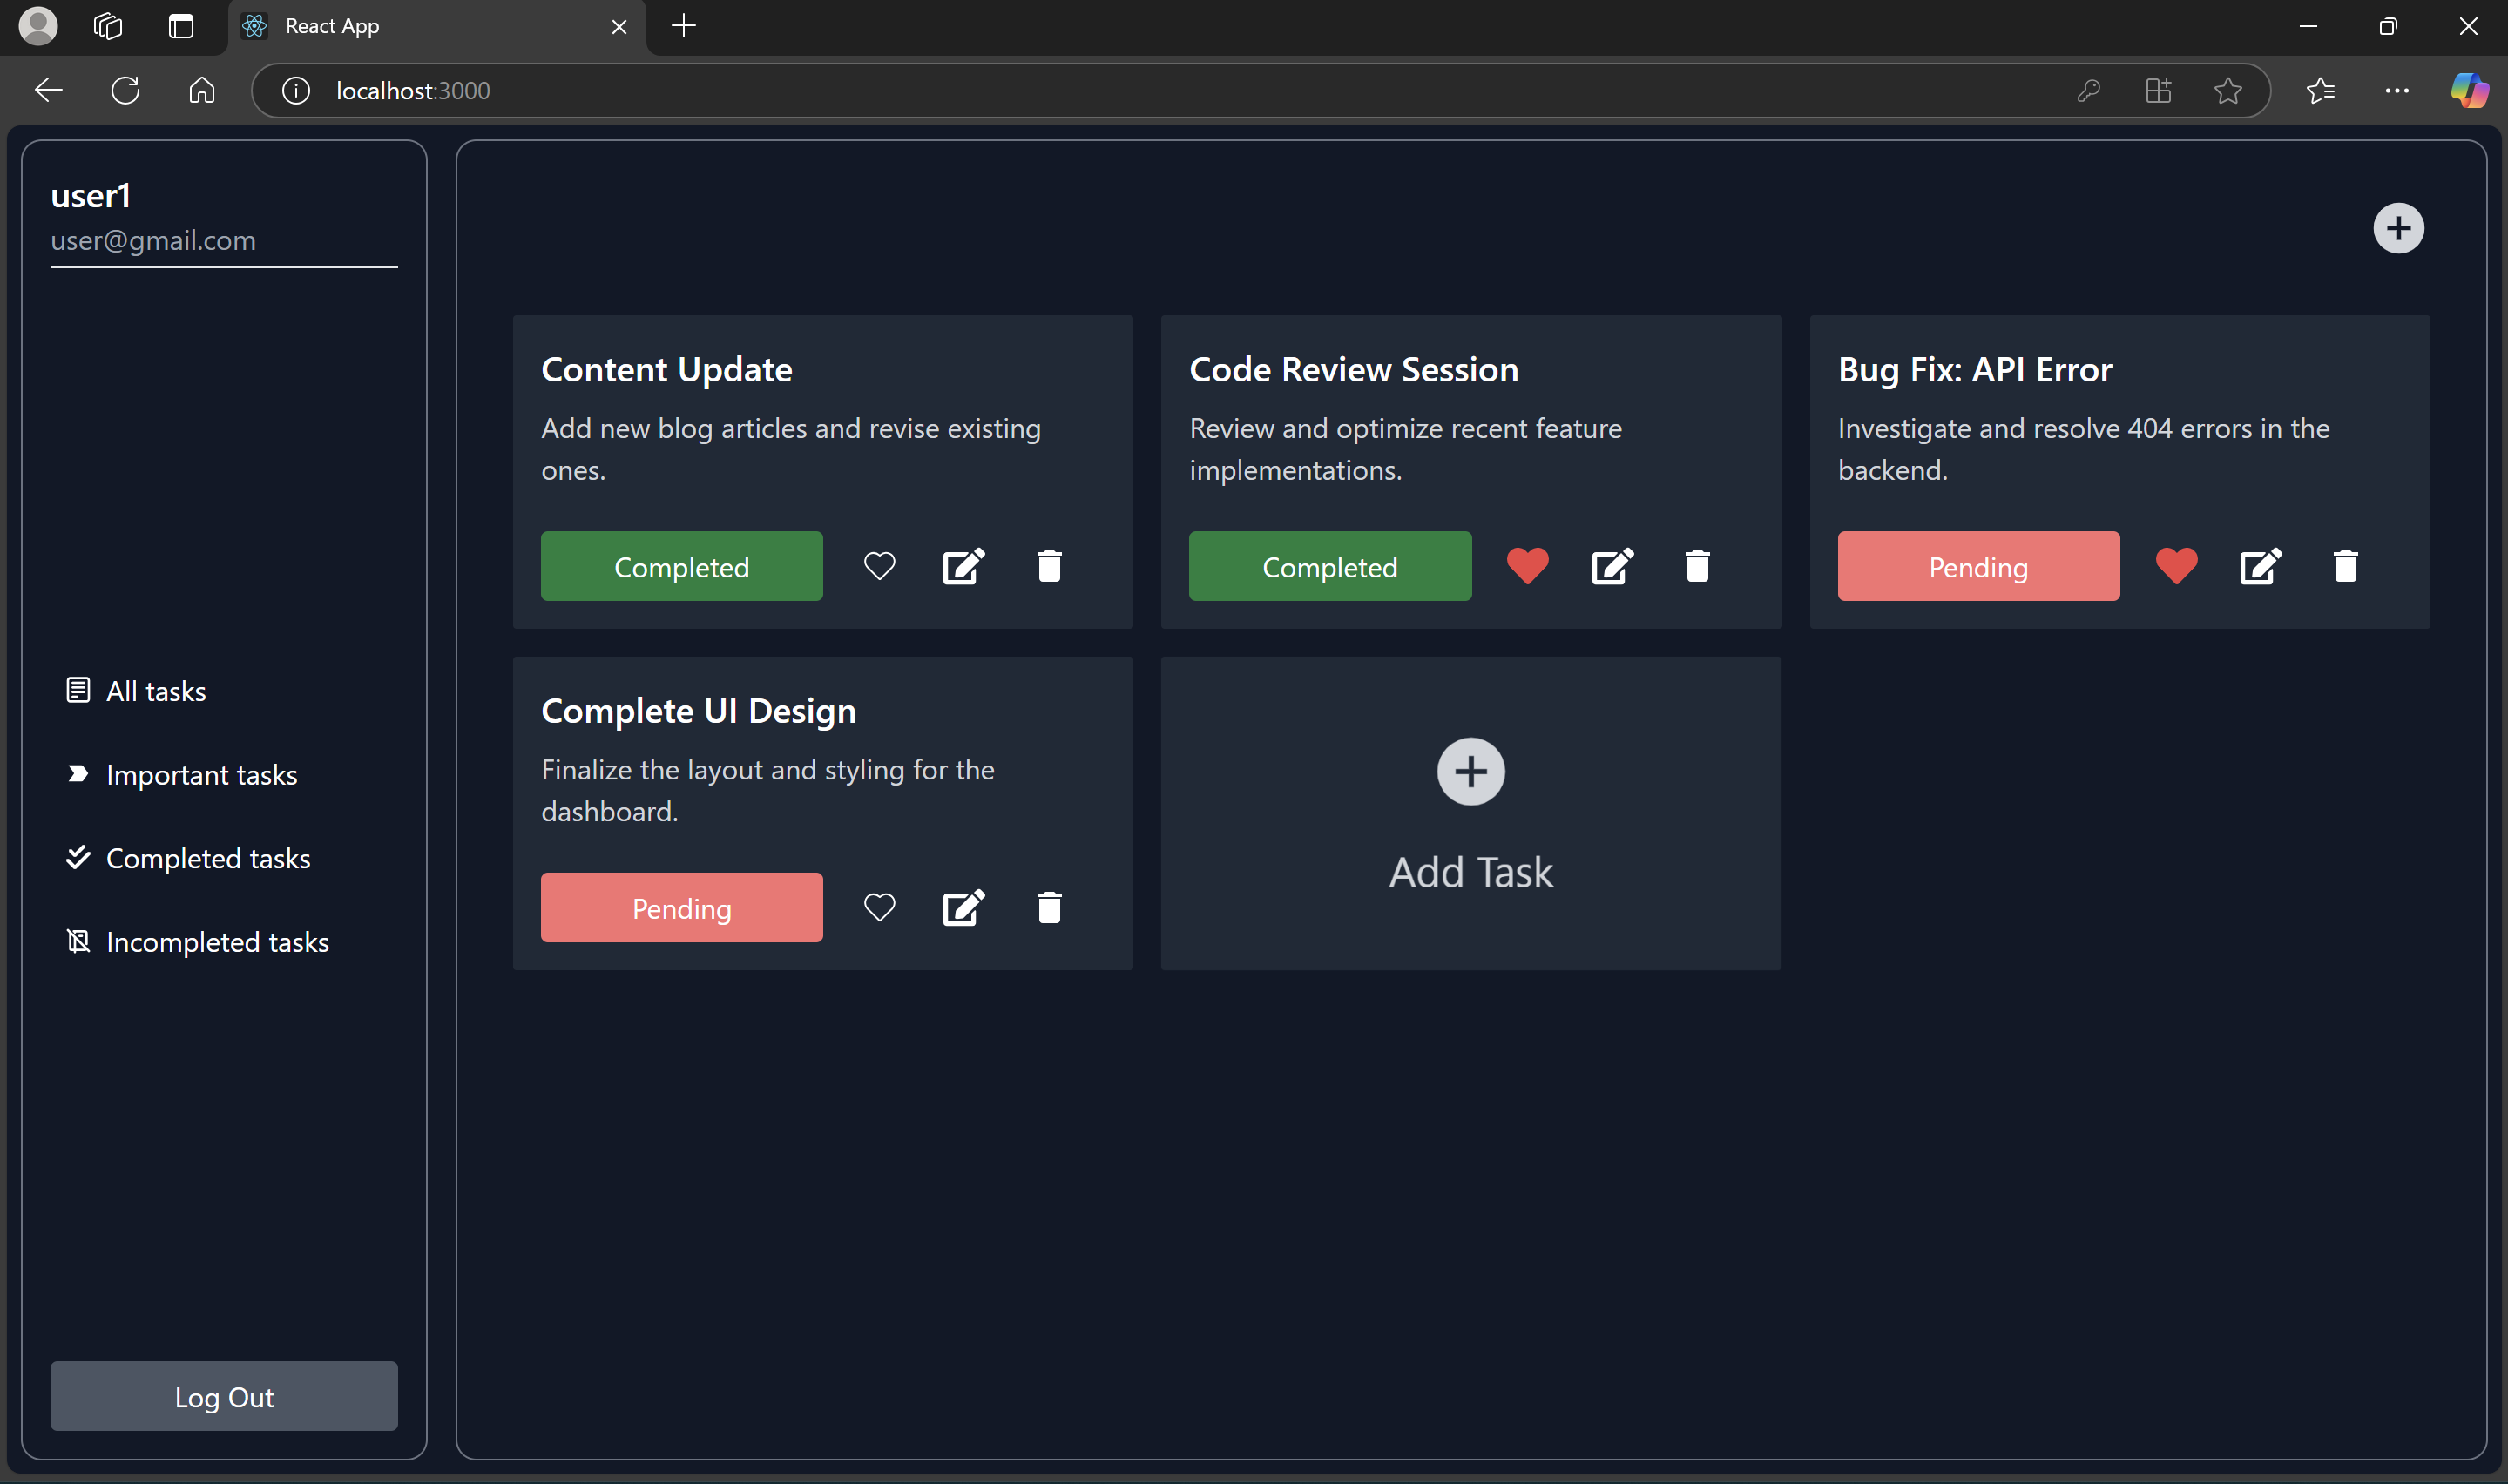 React App
localhost:3000
user1
user@gmail.com
All tasks
Important tasks
Completed tasks
Incompleted tasks
Log Out
Content Update
Add new blog articles and revise existing
ones.
Completed
Code Review Session
Review and optimize recent feature
implementations.
Completed
Bug Fix: API Error
Investigate and resolve 404 errors in the
backend.
Pending
Complete UI Design
Finalize the layout and styling for the
dashboard.
Pending
Add Task